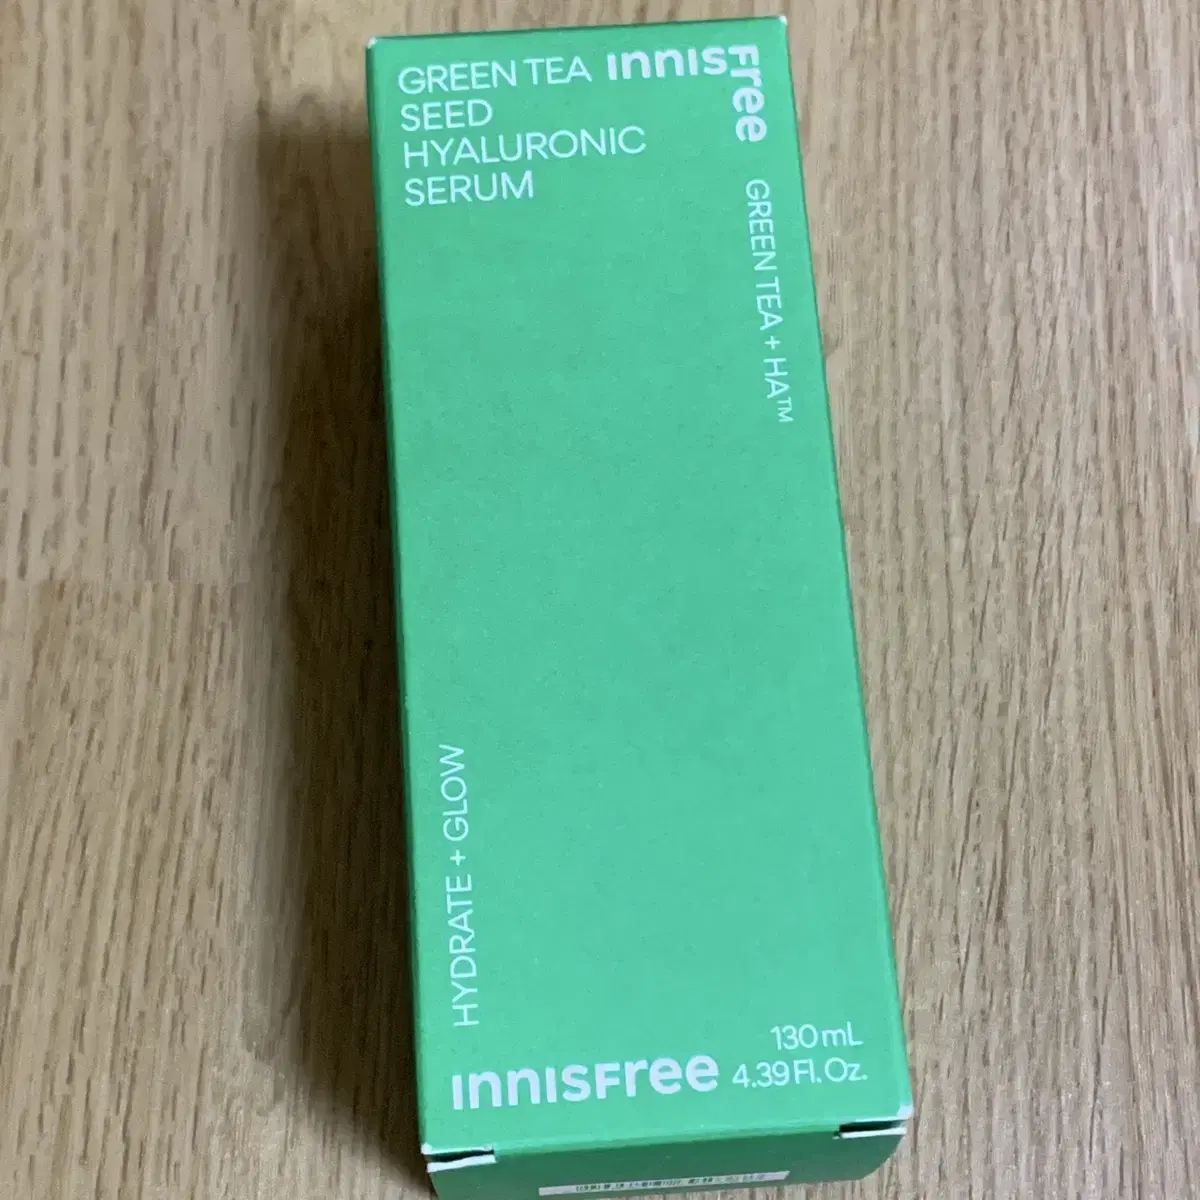 GREEN TEA
SEED
HYALURONIC
SERUM
innisfree
GREEN TEA + HA™
HYDRATE + GLOW
innisfree
130 mL
4.39 Fl. Oz.